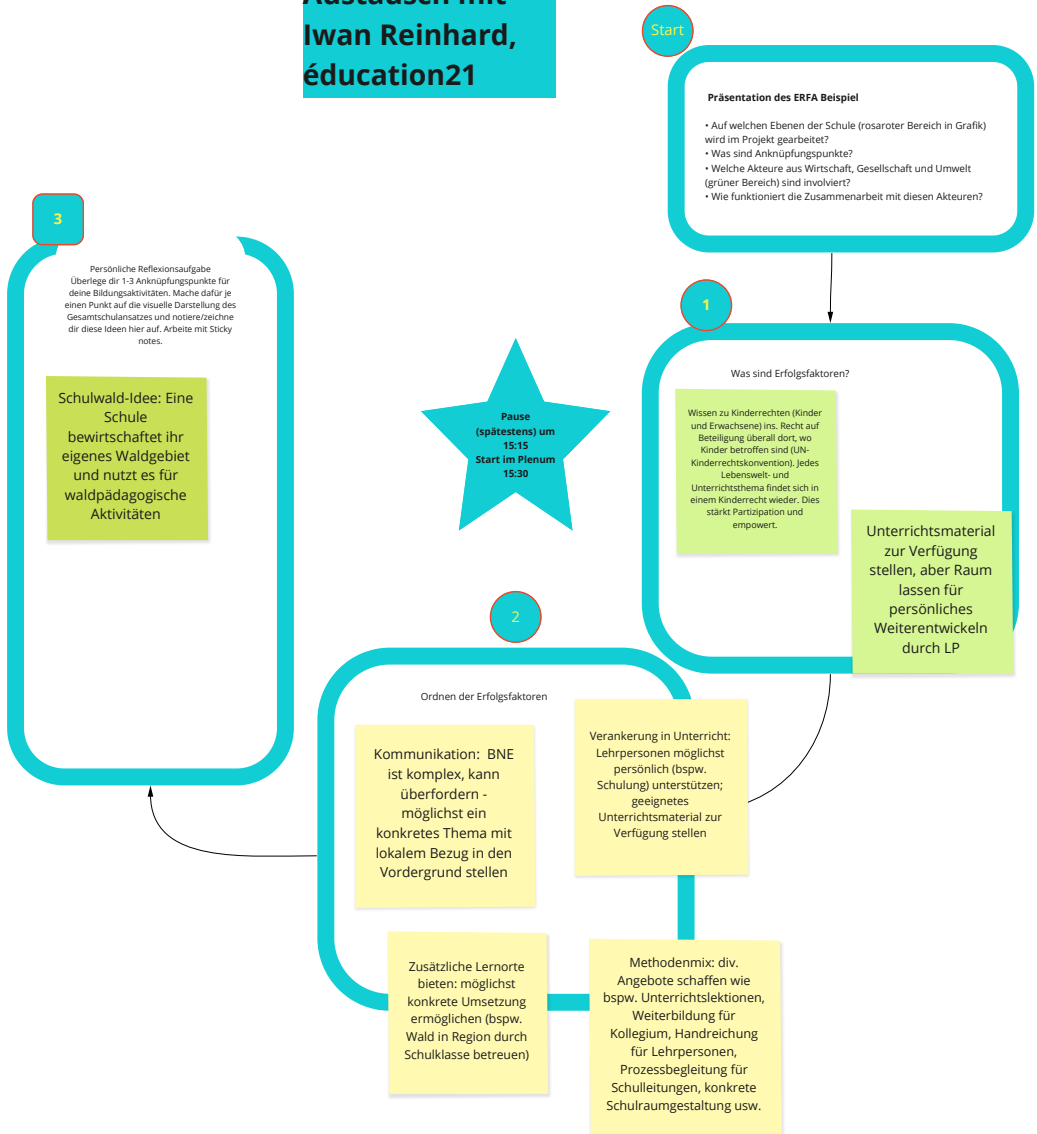 Austausch mit
Iwan Reinhard,
éducation21
Start
Präsentation des ERFA Beispiel
• Auf welchen Ebenen der Schule (rosaroter Bereich in Grafik)
wird im Projekt gearbeitet?
• Was sind Anknüpfungspunkte?
• Welche Akteure aus Wirtschaft, Gesellschaft und Umwelt
(grüner Bereich) sind involviert?
• Wie funktioniert die Zusammenarbeit mit diesen Akteuren?
1
Was sind Erfolgsfaktoren?
Wissen zu Kinderrechten (Kinder
und Erwachsene) ins. Recht auf
Beteiligung überall dort, wo
Kinder betroffen sind (UN-
Kinderrechtskonvention). Jedes
Lebenswelt- und
Unterrichtsthema findet sich in
einem Kinderrecht wieder. Dies
stärkt Partizipation und
empowert.
Unterrichtsmaterial
zur Verfügung
stellen, aber Raum
lassen für
persönliches
Weiterentwickeln
durch LP
Pause
(spätestens) um
15:15
Start im Plenum
15:30
2
Ordnen der Erfolgsfaktoren
Kommunikation:  BNE
ist komplex, kann
überfordern -
möglichst ein
konkretes Thema mit
lokalem Bezug in den
Vordergrund stellen
Verankerung in Unterricht:
Lehrpersonen möglichst
persönlich (bspw.
Schulung) unterstützen;
geeignetes
Unterrichtsmaterial zur
Verfügung stellen
Zusätzliche Lernorte
bieten: möglichst
konkrete Umsetzung
ermöglichen (bspw.
Wald in Region durch
Schulklasse betreuen)
Methodenmix: div.
Angebote schaffen wie
bspw. Unterrichtslektionen,
Weiterbildung für
Kollegium, Handreichung
für Lehrpersonen,
Prozessbegleitung für
Schulleitungen, konkrete
Schulraumgestaltung usw.
3
Persönliche Reflexionsaufgabe
Überlege dir 1-3 Anknüpfungspunkte für
deine Bildungsaktivitäten. Mache dafür je
einen Punkt auf die visuelle Darstellung des
Gesamtschulansatzes und notiere/zeichne
dir diese Ideen hier auf. Arbeite mit Sticky
notes.
Schulwald-Idee: Eine
Schule
bewirtschaftet ihr
eigenes Waldgebiet
und nutzt es für
waldpädagogische
Aktivitäten